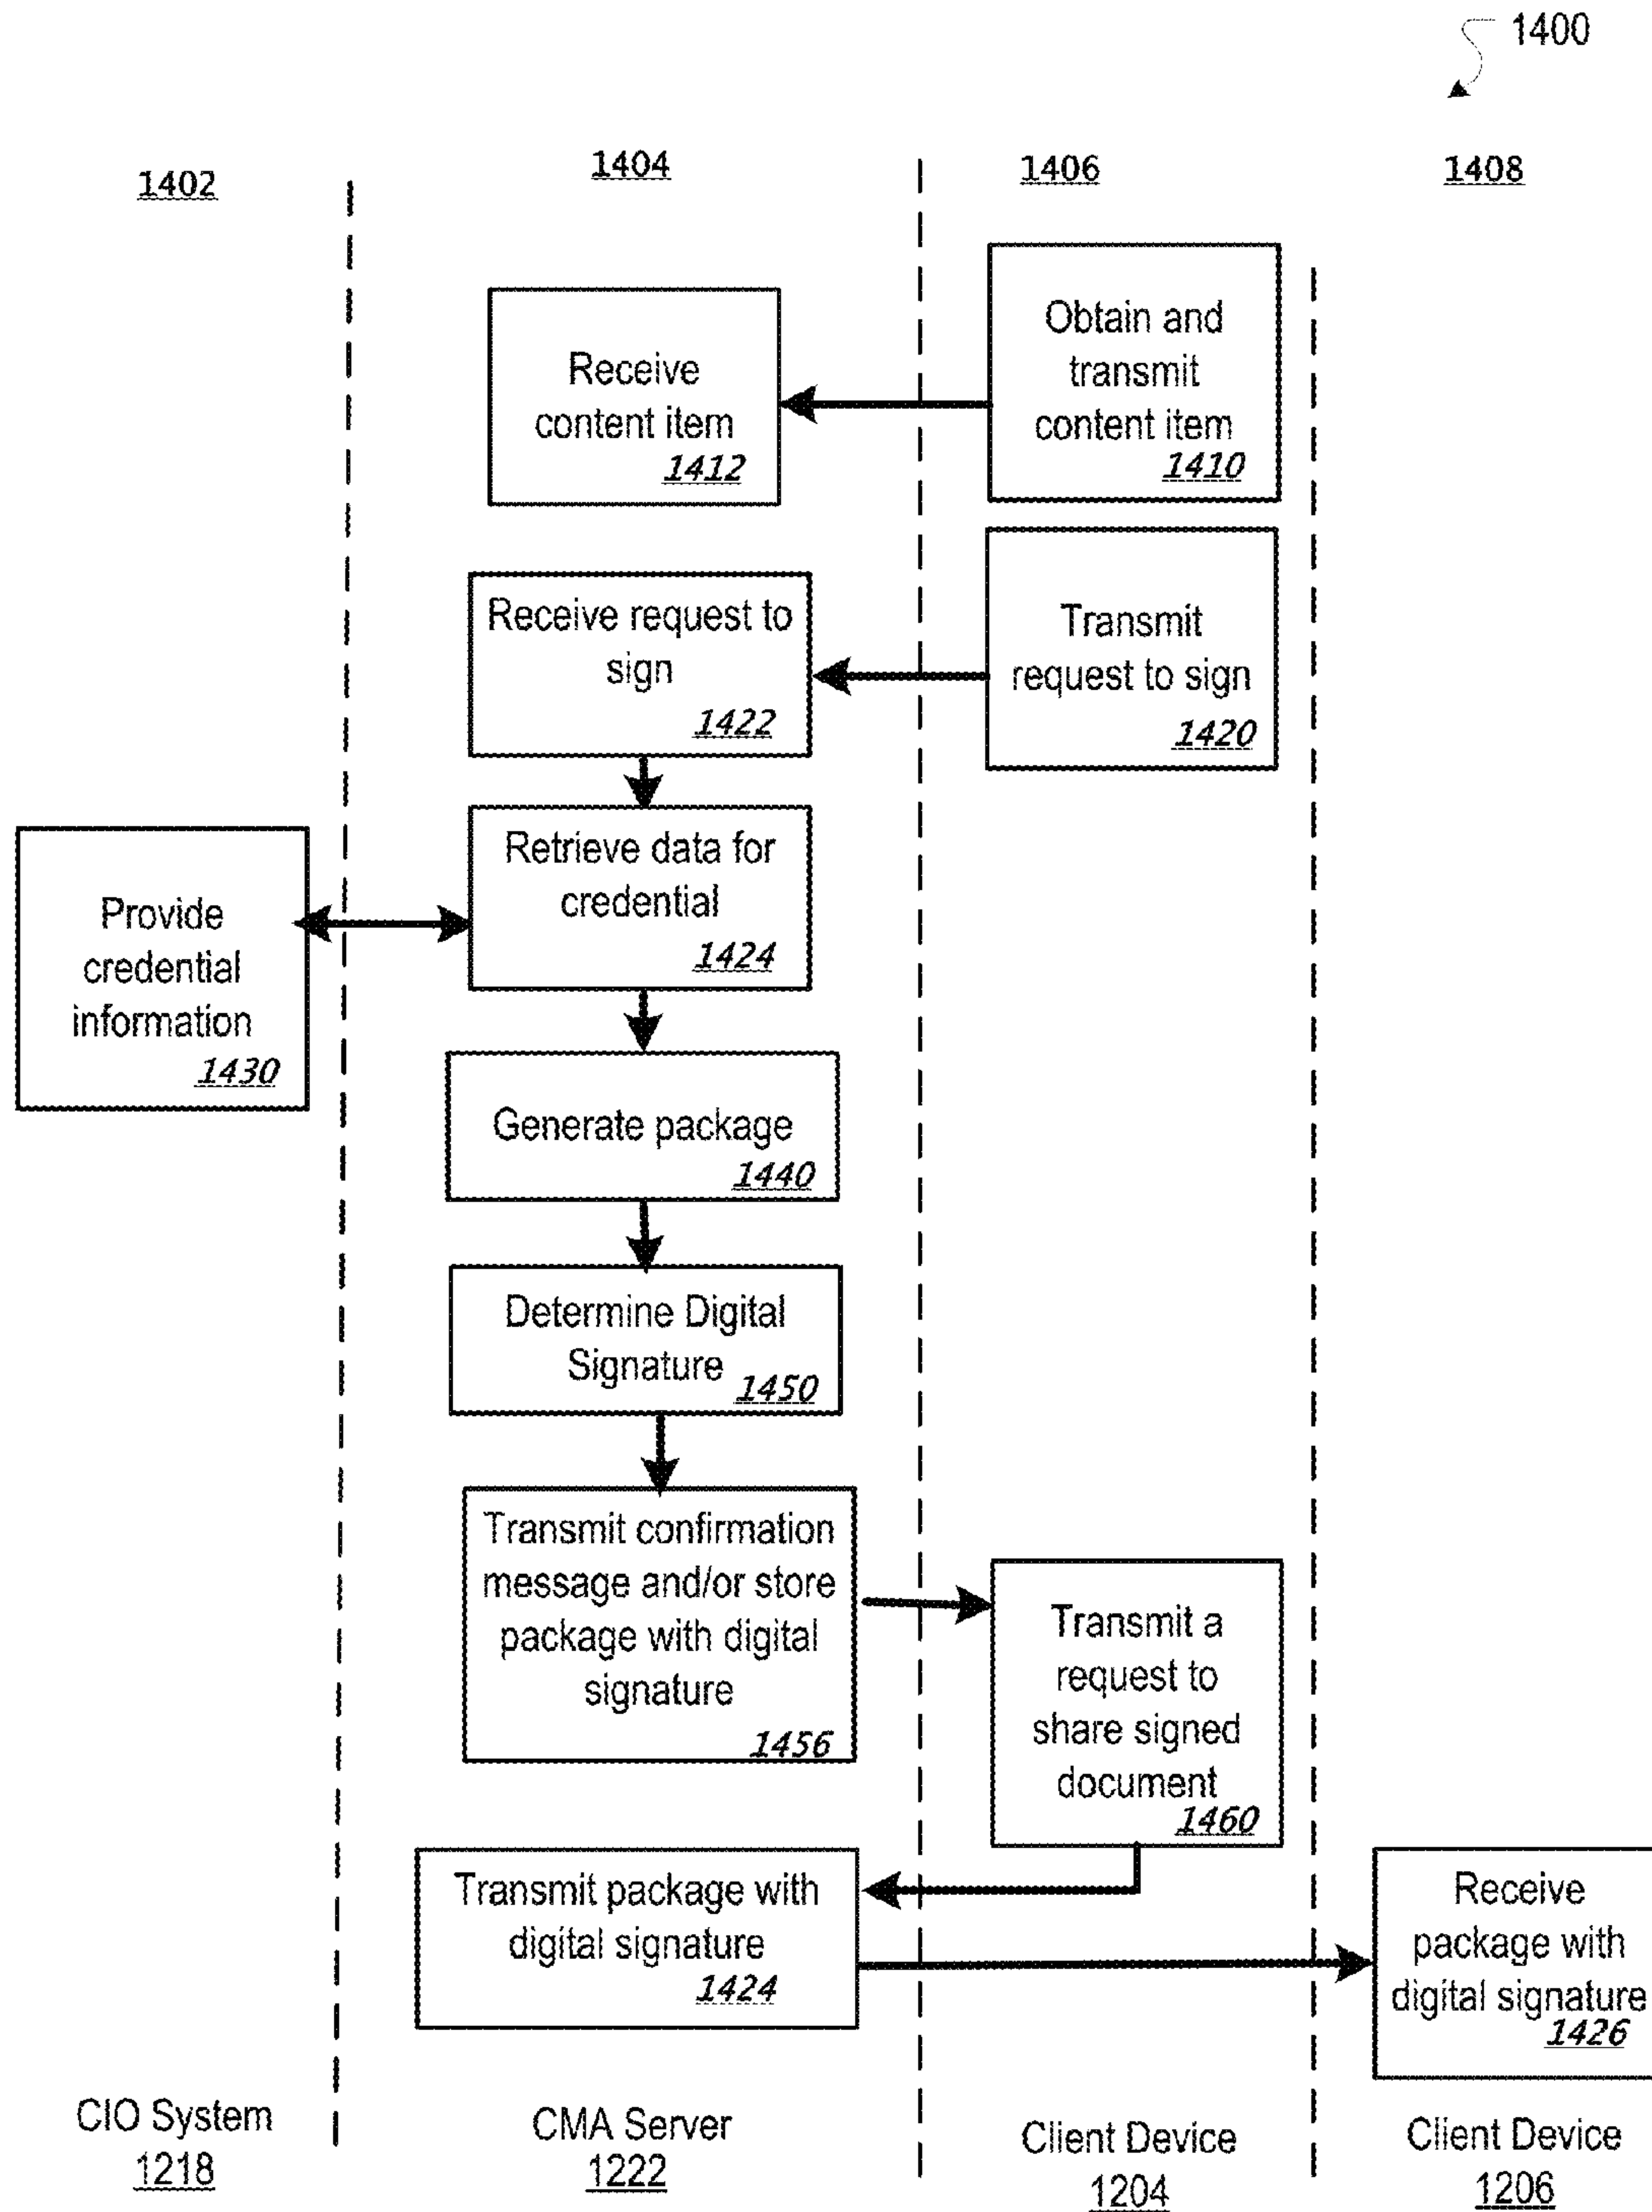 1400
1402
1404
1406
1408
Obtain and
transmit
content item
1410
Receive
content item
1412
Transmit
request to sign
1420
Receive request to
sign
1422
Retrieve data for
credential
1424
Provide
credential
information
1430
Generate package
1440
Determine Digital
Signature
1450
Transmit confirmation
message and/or store
package with digital
signature
1456
Transmit a
request to
share signed
document
1460
Transmit package with
digital signature
1424
Receive
package with
digital signature
1426
CIO System
1218
CMA Server
1222
Client Device
1204
Client Device
1206